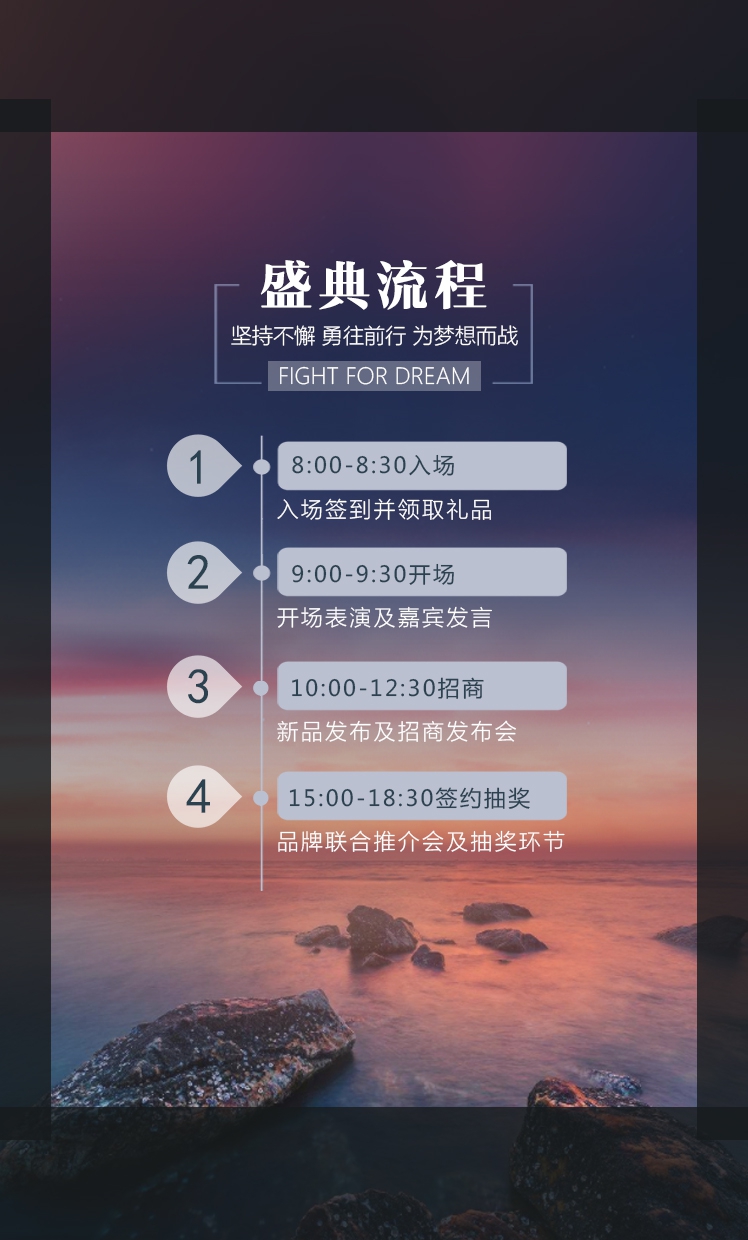 盛典流程
坚持不懈 勇往前行 为梦想而战
FIGHT FOR DREAM
1
8:00-8:30入场
入场签到并领取礼品
2
9:00-9:30开场
开场表演及嘉宾发言
3
10:00-12:30招商
新品发布及招商发布会
4
15:00-18:30签约抽奖
品牌联合推介会及抽奖环节